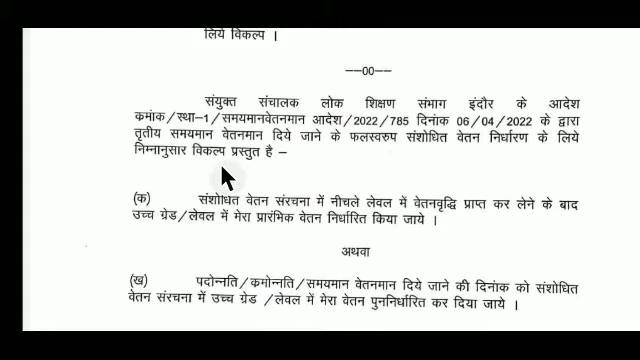 लिये विकल्प ।
—00—
संयुक्त संचालक लोक शिक्षण संभाग इंदौर के आदेश
क्रमांक/स्था-1/समयमानवेतनमान आदेश/2022/785 दिनांक 06/04/2022 के द्वारा
तृतीय समयमान वेतनमान दिये जाने के फलस्वरुप संशोधित वेतन निर्धारण के लिये
निम्नानुसार विकल्प प्रस्तुत है –
(क) संशोधित वेतन संरचना में नीचले लेवल में वेतनवृद्धि प्राप्त कर लेने के बाद
उच्च ग्रेड/लेवल में मेरा प्रारंभिक वेतन निर्धारित किया जाये ।
अथवा
(ख) पदोन्नति/क्रमोन्नति/समयमान वेतनमान दिये जाने की दिनांक को संशोधित
वेतन संरचना में उच्च ग्रेड /लेवल में मेरा वेतन पुननिर्धारित कर दिया जाये ।